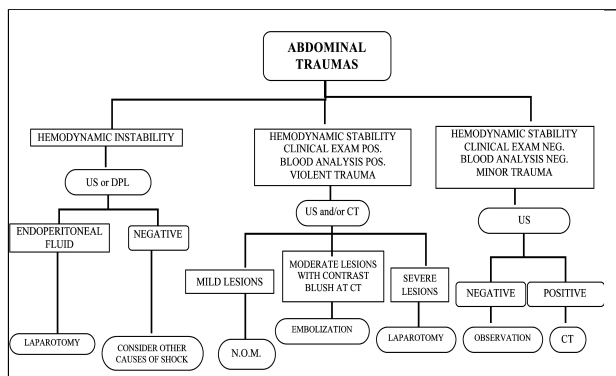 ABDOMINAL
TRAUMAS
HEMODYNAMIC INSTABILITY
HEMODYNAMIC STABILITY
CLINICAL EXAM POS.
BLOOD ANALYSIS POS.
VIOLENT TRAUMA
HEMODYNAMIC STABILITY
CLINICAL EXAM NEG.
BLOOD ANALYSIS NEG.
MINOR TRAUMA
US or DPL
US and/or CT
US
ENDOPERITONEAL
FLUID
NEGATIVE
MILD LESIONS
MODERATE LESIONS
WITH CONTRAST
BLUSH AT CT
SEVERE
LESIONS
NEGATIVE
POSITIVE
LAPAROTOMY
CONSIDER OTHER
CAUSES OF SHOCK
N.O.M.
EMBOLIZATION
LAPAROTOMY
OBSERVATION
CT